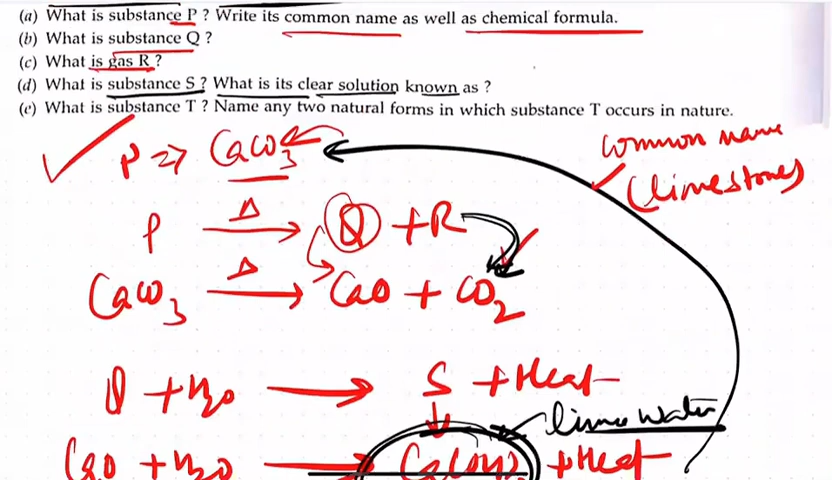 (a) What is substance P ? Write its common name as well as chemical formula.
(b) What is substance Q ?
(c) What is gas R ?
(d) What is substance S ? What is its clear solution known as ?
(e) What is substance T ? Name any two natural forms in which substance T occurs in nature.
P => CaCO3
common name
(limestones)
P Δ→ Q + R
CaCO3 Δ→ CaO + CO2
Q + H2O → S + Heat
lime water
CaO + H2O → Ca(OH)2 + Heat